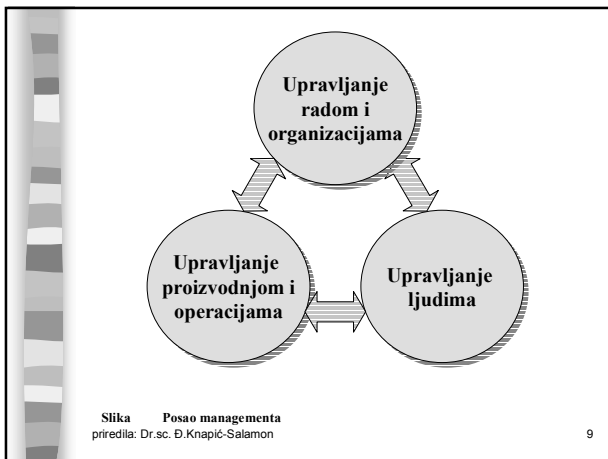 Upravljanje
radom i
organizacijama
Upravljanje
proizvodnjom i
operacijama
Upravljanje
ljudima
Slika Posao managementa
priredila: Dr.sc. Đ.Knapić-Salamon
9